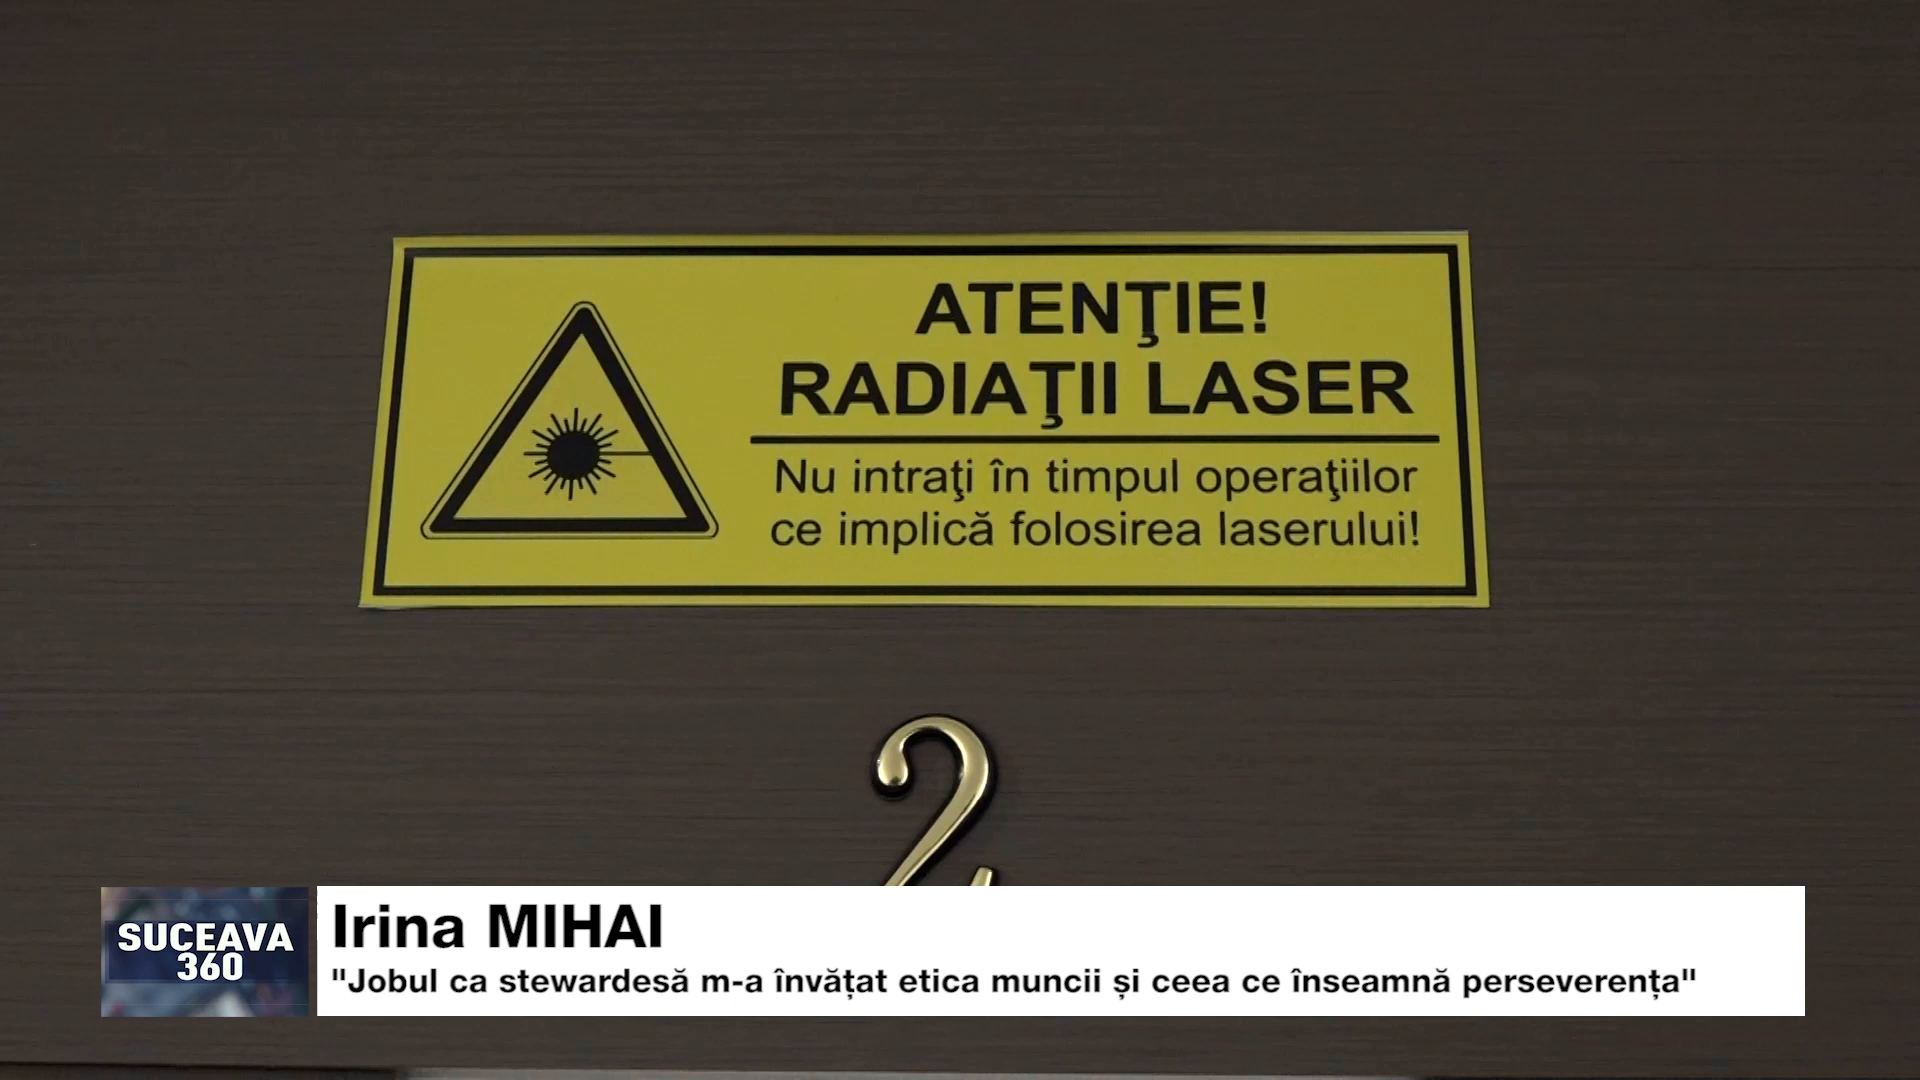 ATENŢIE!
RADIAŢII LASER
Nu intraţi în timpul operaţiilor
ce implică folosirea laserului!
2
SUCEAVA
360
Irina MIHAI
"Jobul ca stewardesă m-a învățat etica muncii și ceea ce înseamnă perseverența"